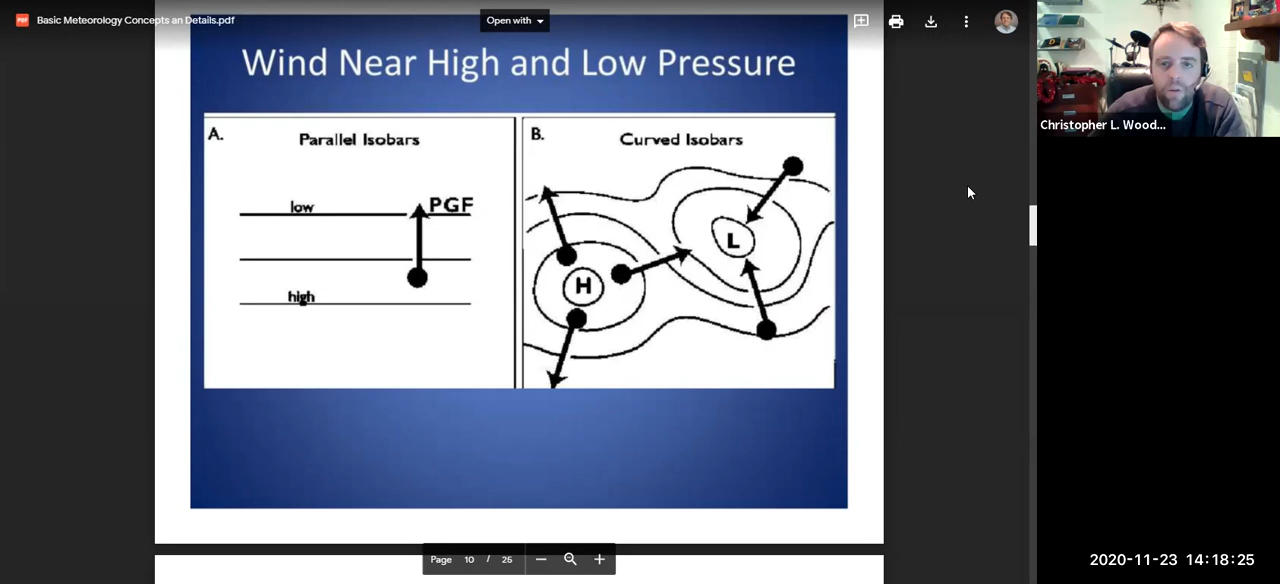 PDF
Basic Meteorology Concepts an Details.pdf
Open with
Wind Near High and Low Pressure
A.
Parallel Isobars
low
PGF
high
B.
Curved Isobars
H
L
Page 10 / 25
Christopher L. Wood...
2020-11-23 14:18:25